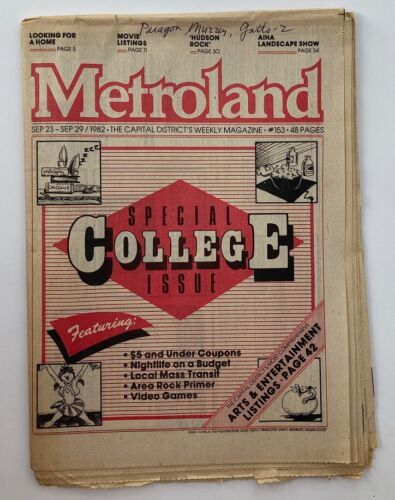 Paragon Murres, Gatto-2
LOOKING FOR
A HOME
PAGE 5
MOVIE
LISTINGS
PAGE 11
'HUDSON
ROCK'
PAGE 30
AIHA
LANDSCAPE SHOW
PAGE 34
Metroland
SEP 23 – SEP 29 / 1982 • THE CAPITAL DISTRICT'S WEEKLY MAGAZINE • #153 • 48 PAGES
SPECIAL
COLLEGE
ISSUE
Featuring:
• $5 and Under Coupons
• Nightlife on a Budget
• Local Mass Transit
• Area Rock Primer
• Video Games
ARTS & ENTERTAINMENT
LISTINGS • PAGE 42